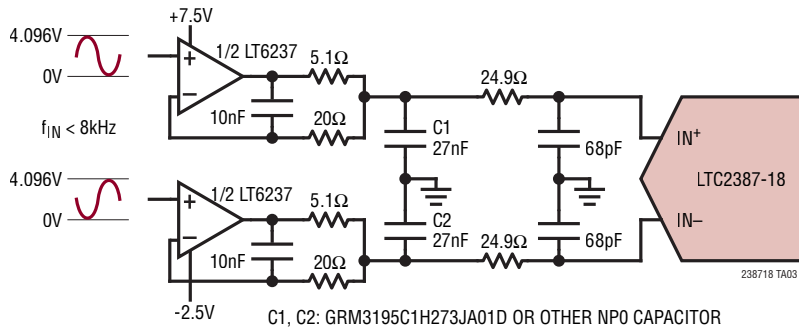 +7.5V
4.096V
0V
+
–
1/2 LT6237
5.1Ω
10nF
20Ω
24.9Ω
C1
27nF
68pF
IN+
fIN < 8kHz
LTC2387-18
4.096V
0V
+
–
1/2 LT6237
5.1Ω
10nF
20Ω
C2
27nF
24.9Ω
68pF
IN–
238718 TA03
-2.5V
C1, C2: GRM3195C1H273JA01D OR OTHER NP0 CAPACITOR